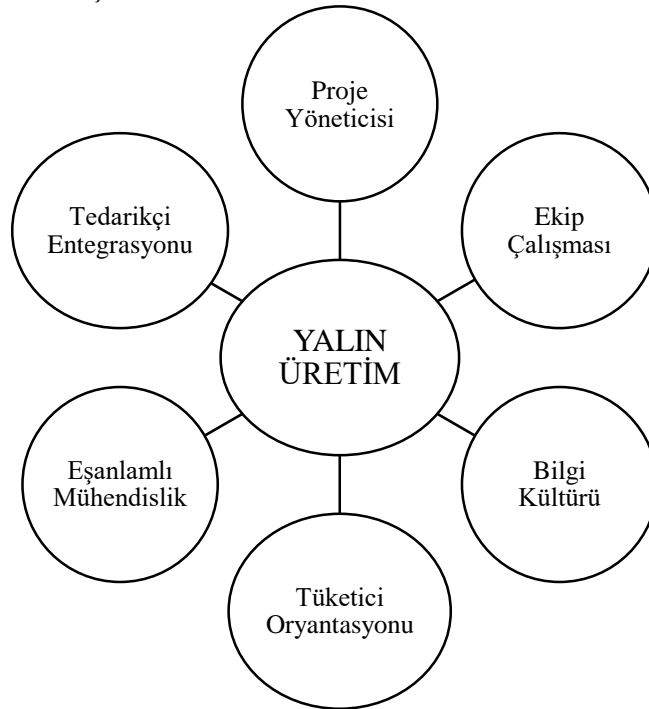 Proje
Yöneticisi
Tedarikçi
Entegrasyonu
Ekip
Çalışması
YALIN
ÜRETİM
Eşanlamlı
Mühendislik
Bilgi
Kültürü
Tüketici
Oryantasyonu